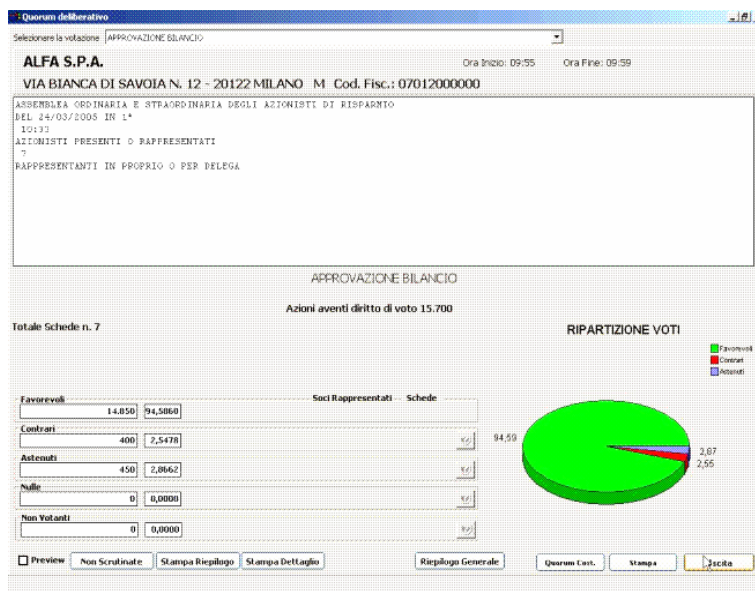 Quorum deliberativo
Selezionare la votazione APPROVAZIONE BILANCIO
ALFA S.P.A. Ora Inizio: 09:55 Ora Fine: 09:59
VIA BIANCA DI SAVOIA N. 12 - 20122 MILANO M Cod. Fisc.: 07012000000
ASSEMBLEA ORDINARIA E STRAORDINARIA DEGLI AZIONISTI DI RISPARMIO
DEL 24/03/2005 IN 1ª
10:33
AZIONISTI PRESENTI O RAPPRESENTATI
7
RAPPRESENTANTI IN PROPRIO O PER DELEGA
APPROVAZIONE BILANCIO
Azioni aventi diritto di voto 15.700
Totale Schede n. 7
RIPARTIZIONE VOTI
Favorevoli
Contrari
Astenuti
Favorevoli Soci Rappresentati Schede
14.850 94,5860
Contrari
400 2,5478
Astenuti
450 2,8662
Nulle
0 0,0000
Non Votanti
0 0,0000
94,59
2,87
2,55
Preview Non Scrutinate Stampa Riepilogo Stampa Dettaglio Riepilogo Generale Quorum Cost. Stampa Uscita